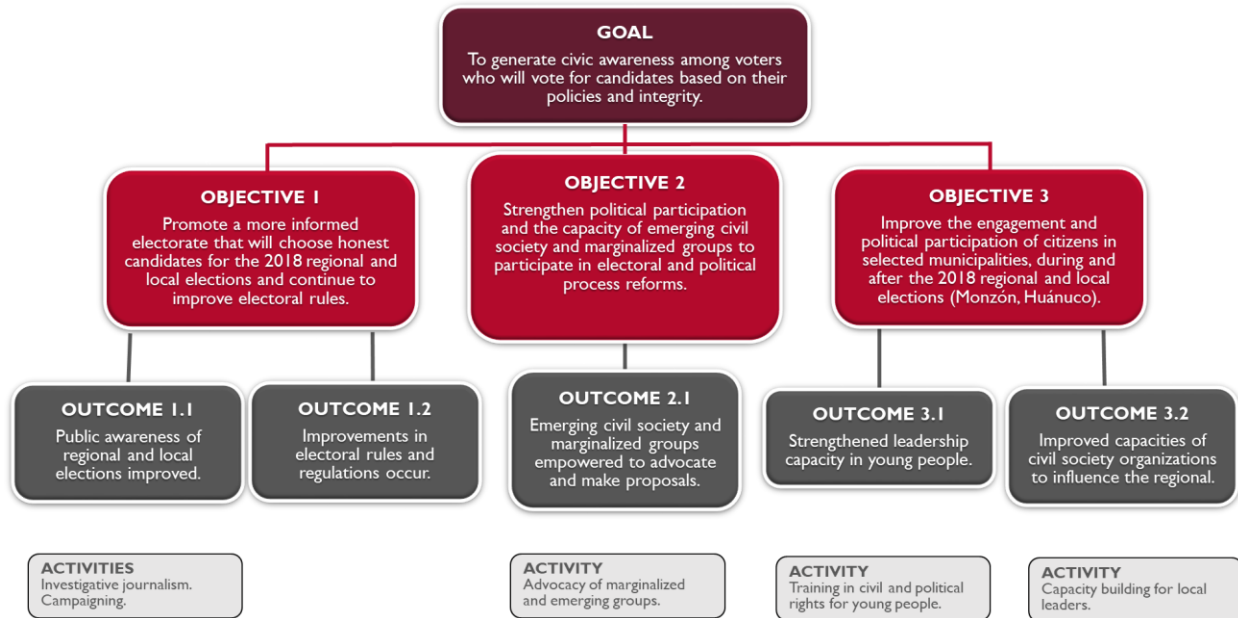 GOAL
To generate civic awareness among voters
who will vote for candidates based on their
policies and integrity.
OBJECTIVE 1
Promote a more informed
electorate that will choose honest
candidates for the 2018 regional and
local elections and continue to
improve electoral rules.
OBJECTIVE 2
Strengthen political participation
and the capacity of emerging civil
society and marginalized groups to
participate in electoral and political
process reforms.
OBJECTIVE 3
Improve the engagement and
political participation of citizens in
selected municipalities, during and
after the 2018 regional and local
elections (Monzón, Huánuco).
OUTCOME 1.1
Public awareness of
regional and local
elections improved.
OUTCOME 1.2
Improvements in
electoral rules and
regulations occur.
OUTCOME 2.1
Emerging civil society and
marginalized groups
empowered to advocate
and make proposals.
OUTCOME 3.1
Strengthened leadership
capacity in young people.
OUTCOME 3.2
Improved capacities of
civil society organizations
to influence the regional.
ACTIVITIES
Investigative journalism.
Campaigning.
ACTIVITY
Advocacy of marginalized
and emerging groups.
ACTIVITY
Training in civil and political
rights for young people.
ACTIVITY
Capacity building for local
leaders.